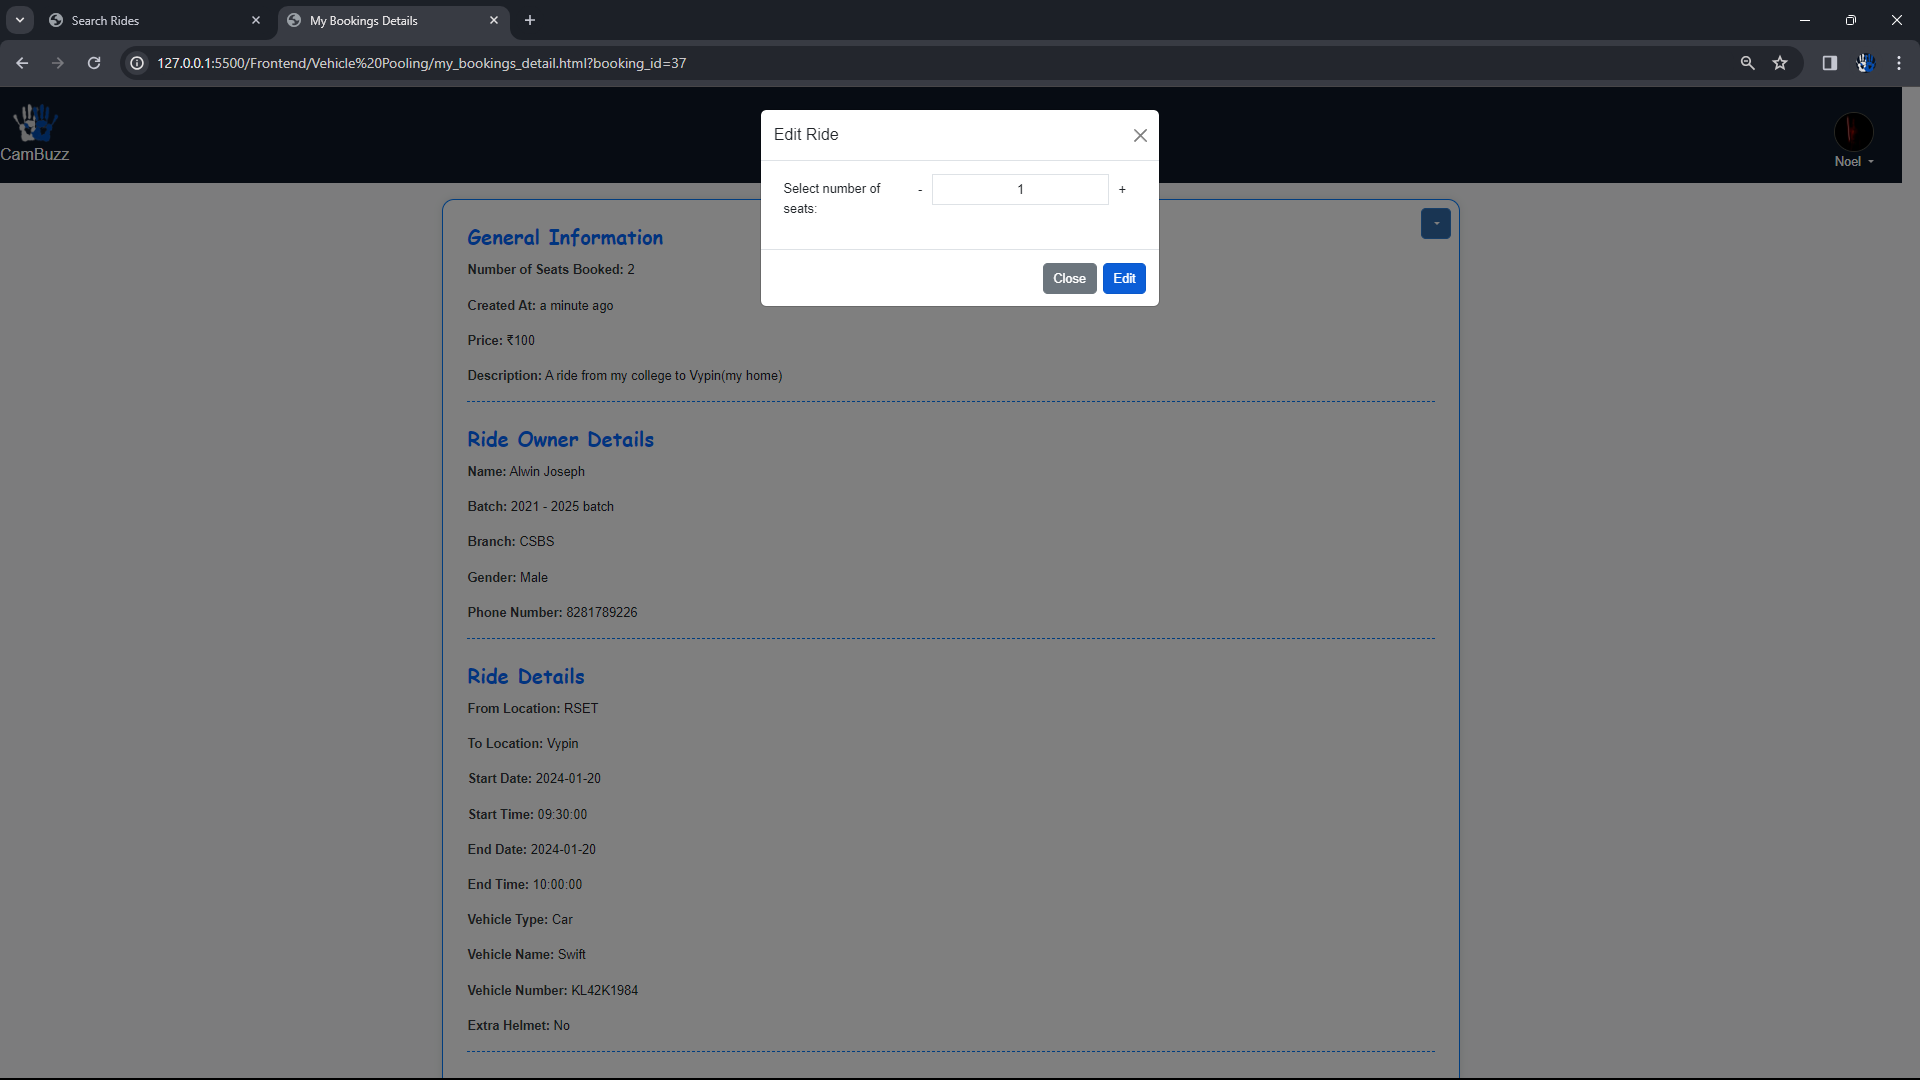 Search Rides
My Bookings Details
127.0.0.1:5500/Frontend/Vehicle%20Pooling/my_bookings_detail.html?booking_id=37
CamBuzz
Noel
Edit Ride
Select number of
seats:
- 1 +
Close Edit
General Information
Number of Seats Booked: 2
Created At: a minute ago
Price: ₹100
Description: A ride from my college to Vypin(my home)
Ride Owner Details
Name: Alwin Joseph
Batch: 2021 - 2025 batch
Branch: CSBS
Gender: Male
Phone Number: 8281789226
Ride Details
From Location: RSET
To Location: Vypin
Start Date: 2024-01-20
Start Time: 09:30:00
End Date: 2024-01-20
End Time: 10:00:00
Vehicle Type: Car
Vehicle Name: Swift
Vehicle Number: KL42K1984
Extra Helmet: No